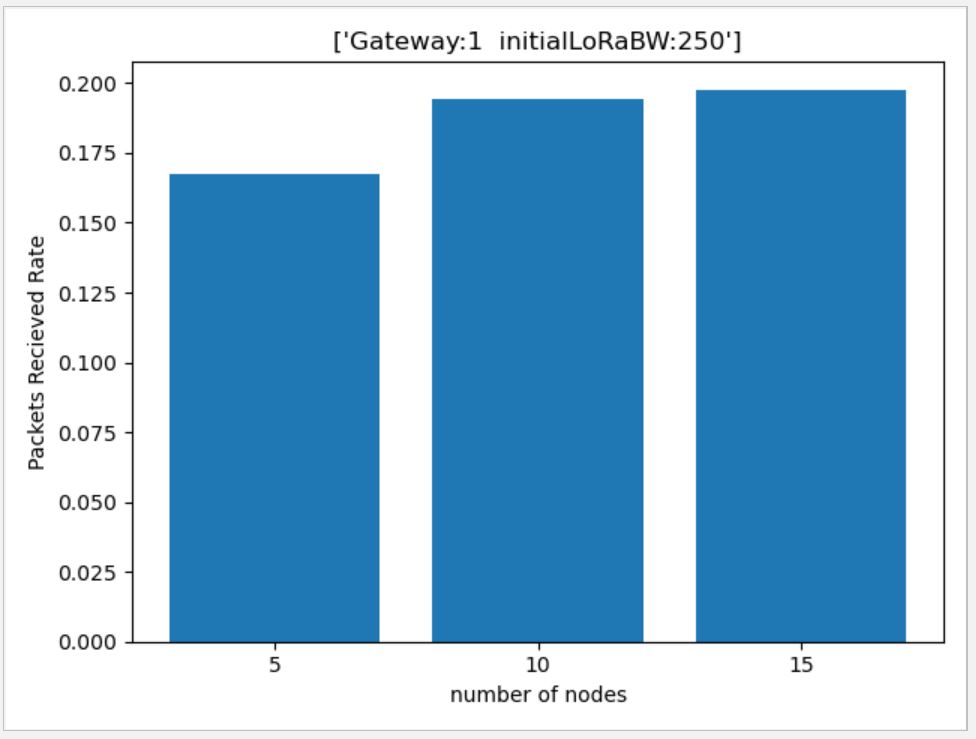 ['Gateway:1  initialLoRaBW:250']
0.200
0.175
0.150
0.125
0.100
0.075
0.050
0.025
0.000
Packets Recieved Rate
5 10 15
number of nodes